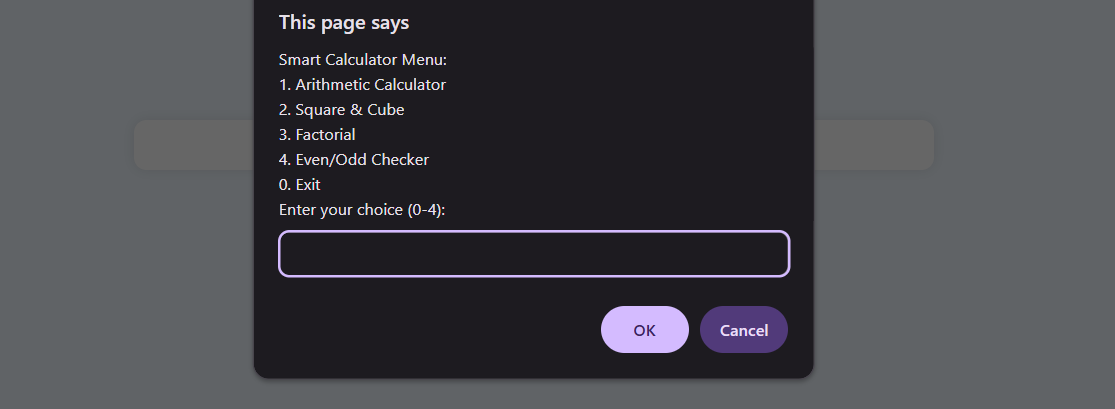 This page says
Smart Calculator Menu:
1. Arithmetic Calculator
2. Square & Cube
3. Factorial
4. Even/Odd Checker
0. Exit
Enter your choice (0-4):
OK
Cancel